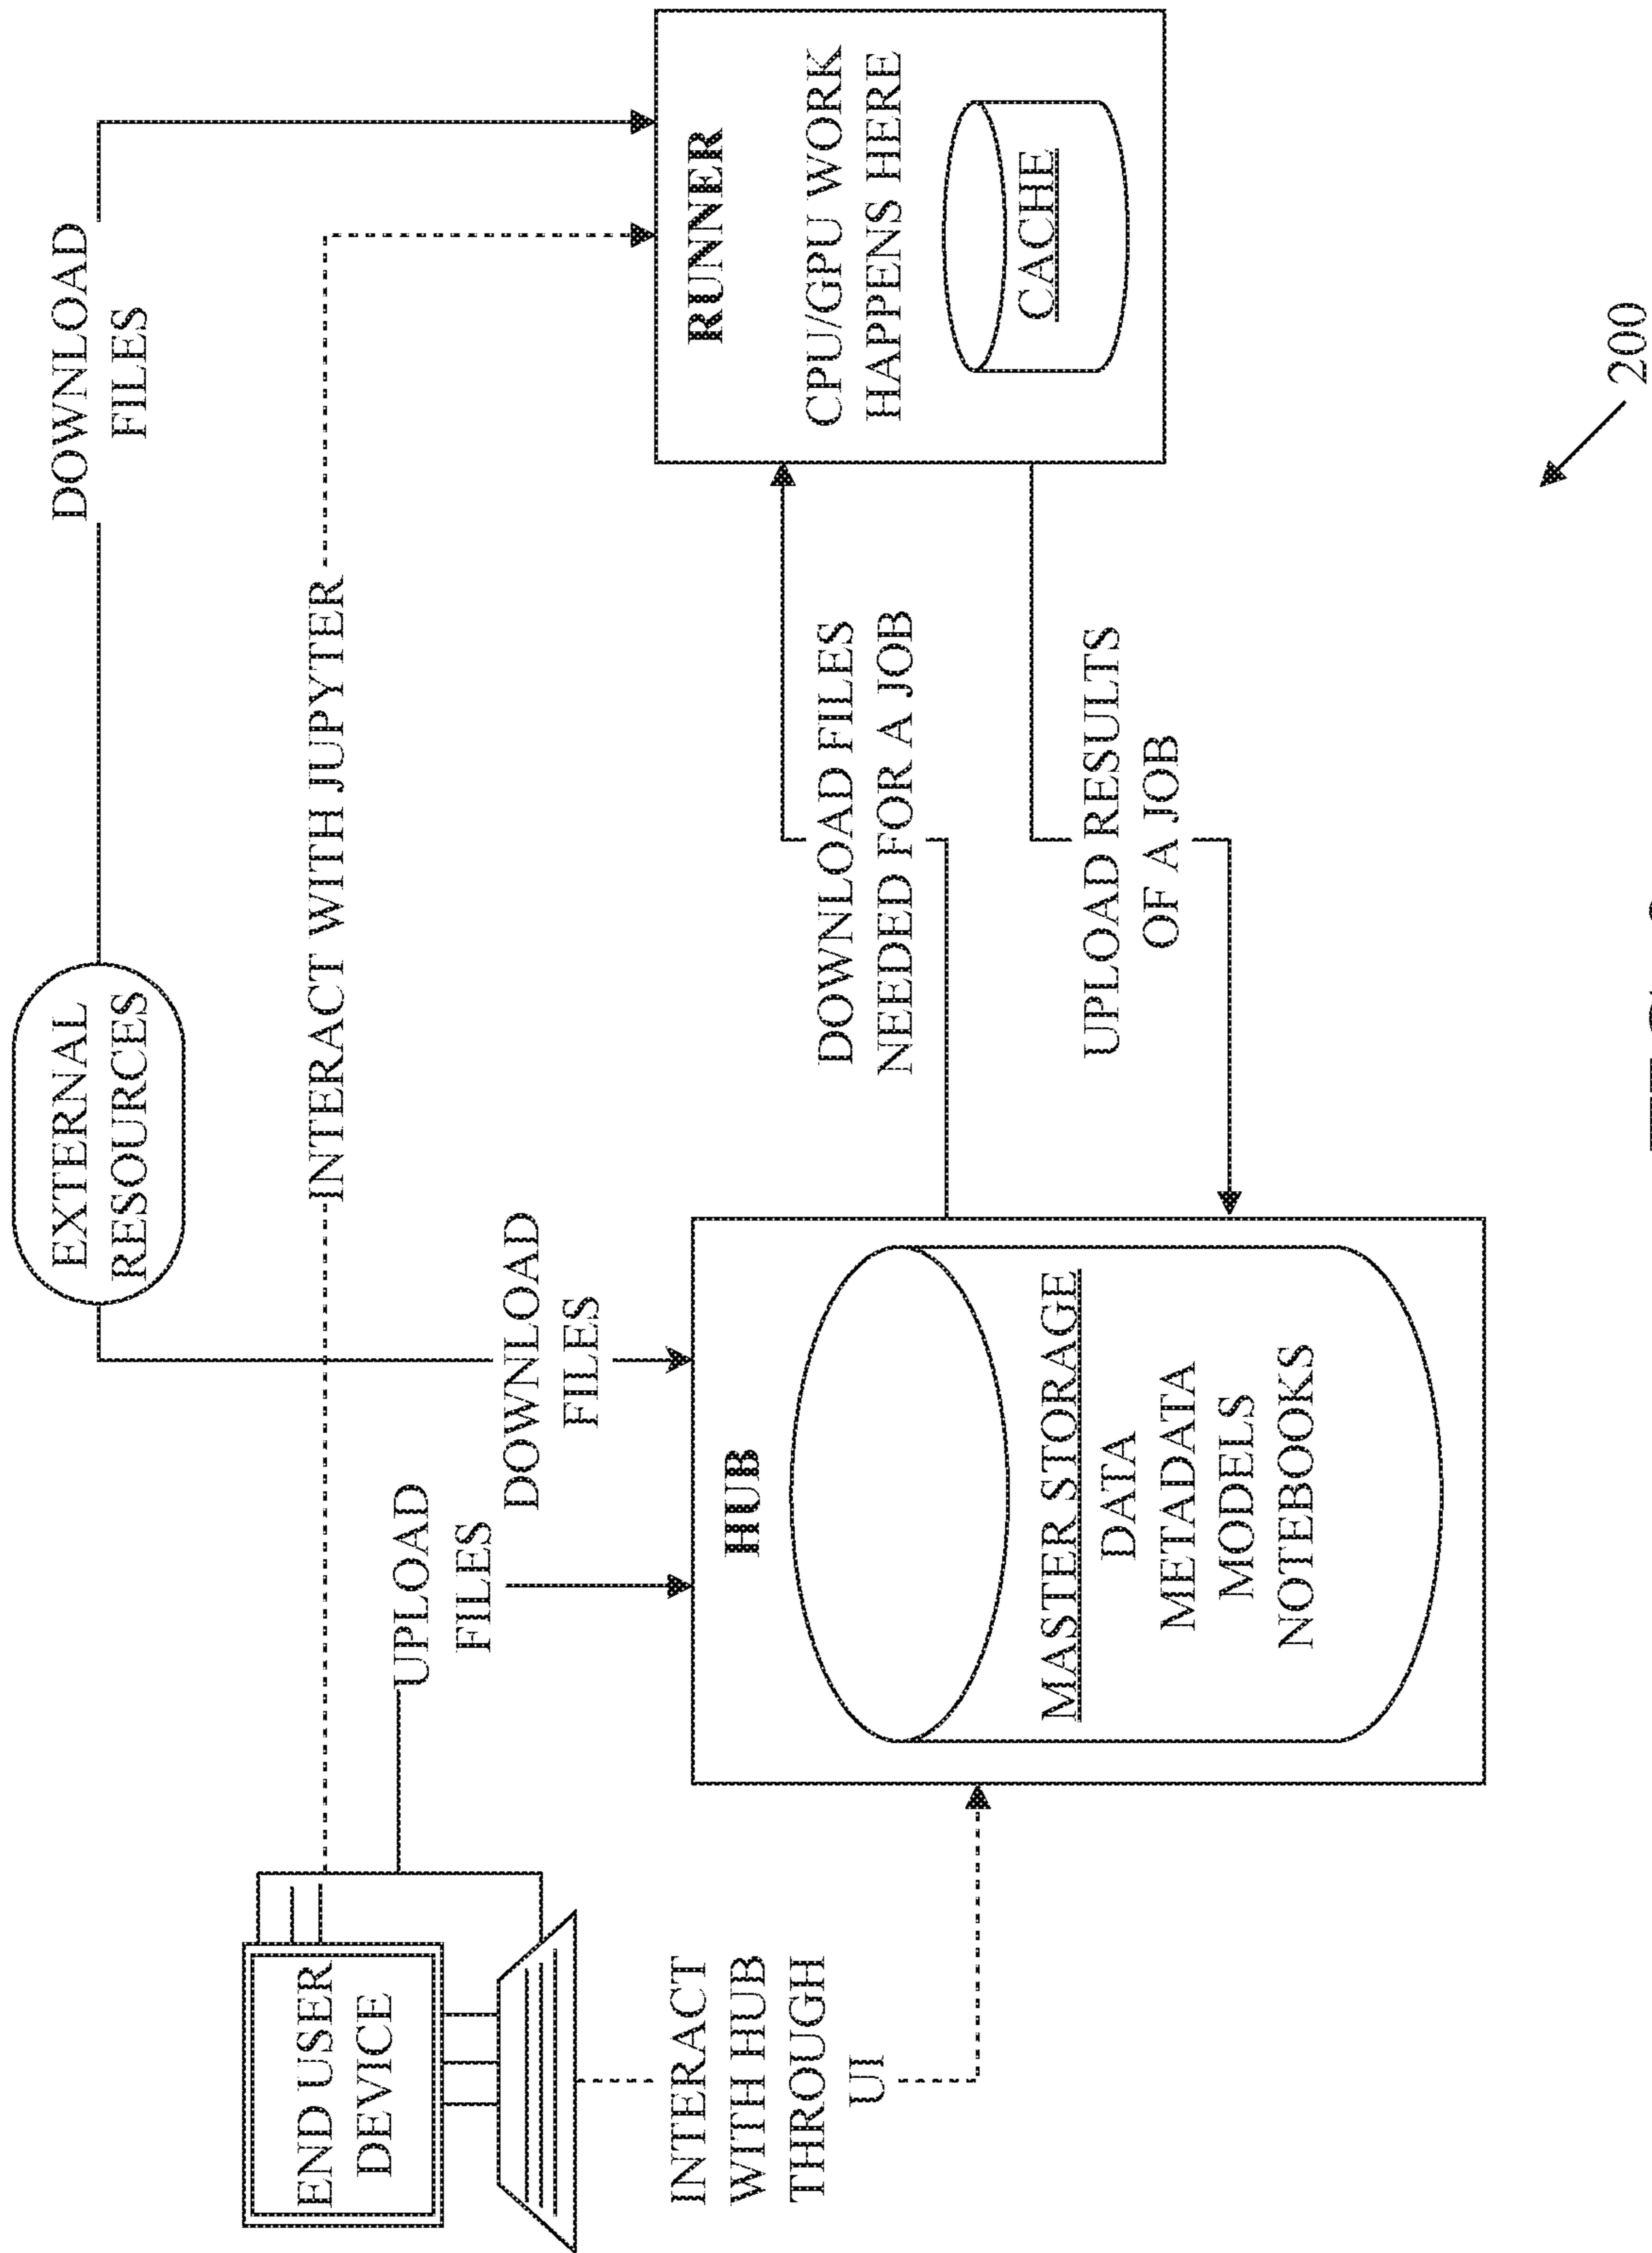 EXTERNAL
RESOURCES
DOWNLOAD
FILES
INTERACT WITH JUPYTER
END USER
DEVICE
UPLOAD
FILES
DOWNLOAD
FILES
INTERACT
WITH HUB
THROUGH
UI
HUB
MASTER STORAGE
DATA
METADATA
MODELS
NOTEBOOKS
DOWNLOAD FILES
NEEDED FOR A JOB
UPLOAD RESULTS
OF A JOB
RUNNER
CPU/GPU WORK
HAPPENS HERE
CACHE
200